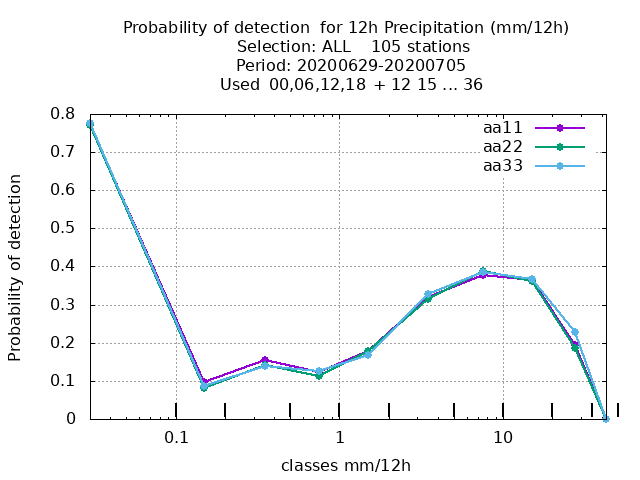 Probability of detection  for 12h Precipitation (mm/12h)
Selection: ALL    105 stations
Period: 20200629-20200705
Used  00,06,12,18  + 12 15 ... 36
aa11
aa22
aa33
0.8
0.7
0.6
0.5
0.4
0.3
0.2
0.1
0
Probability of detection
0.1
1
10
classes mm/12h